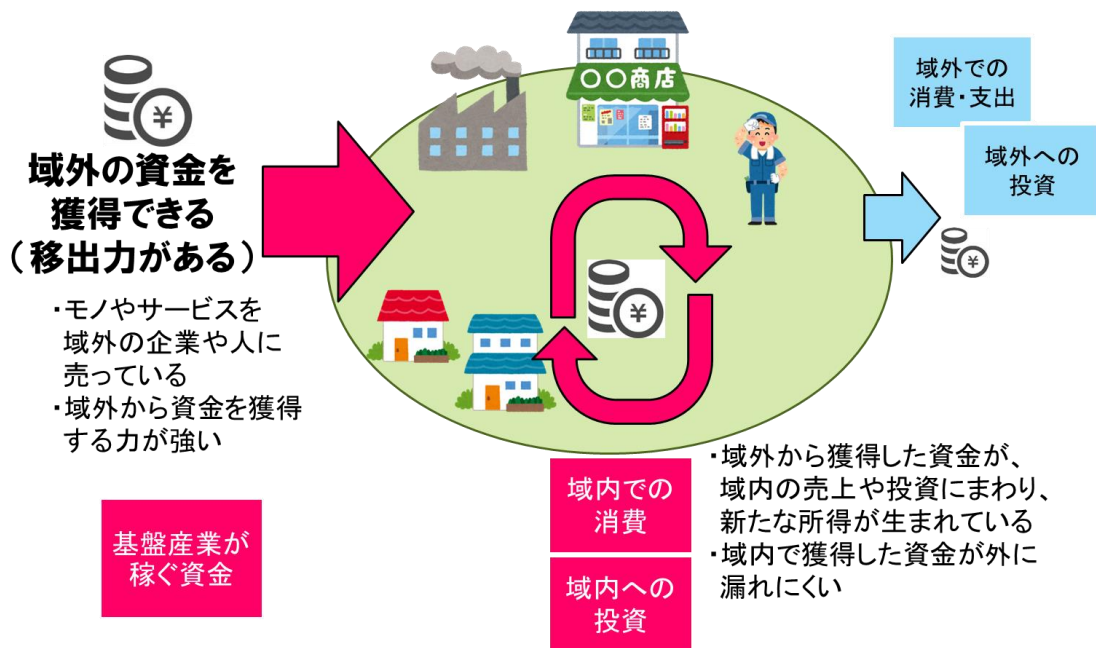 域外の資金を
獲得できる
（移出力がある）
・モノやサービスを
域外の企業や人に
売っている
・域外から資金を獲得
する力が強い
基盤産業が
稼ぐ資金
¥
〇〇商店
¥
域内での
消費
域内への
投資
・域外から獲得した資金が、
域内の売上や投資にまわり、
新たな所得が生まれている
・域内で獲得した資金が外に
漏れにくい
域外での
消費・支出
域外への
投資
¥